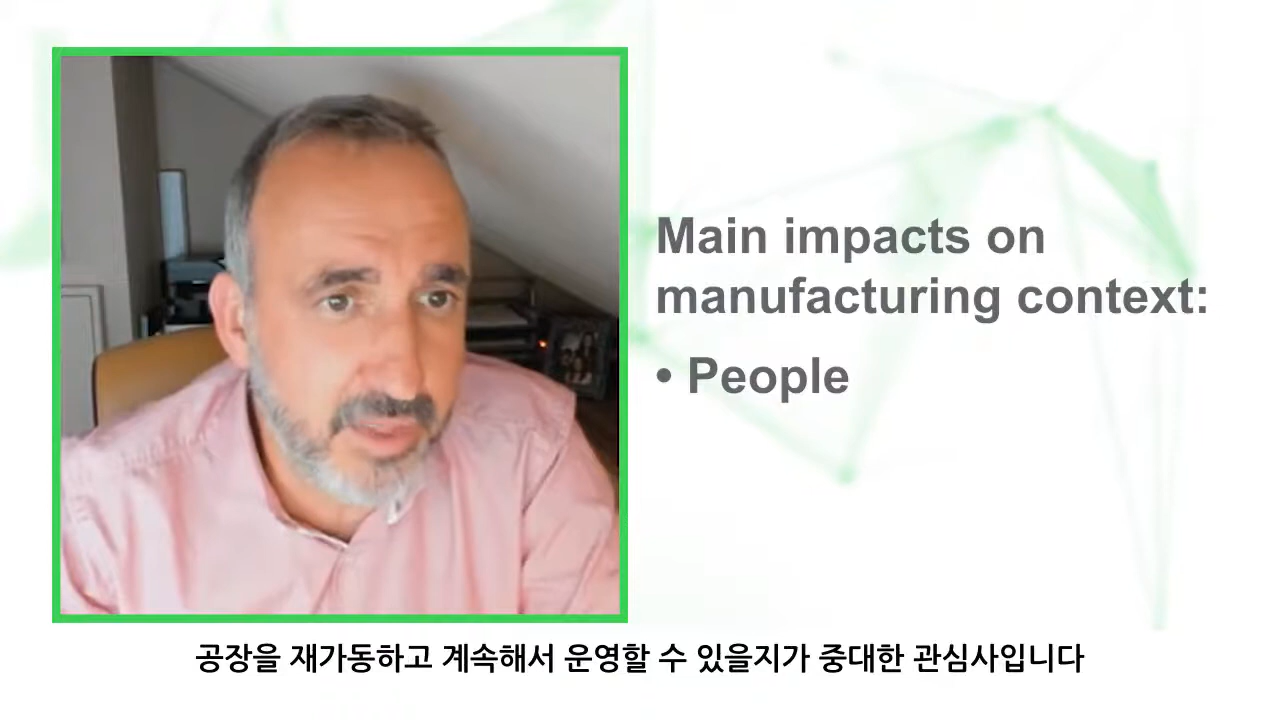 Main impacts on
manufacturing context:
• People
공장을 재가동하고 계속해서 운영할 수 있을지가 중대한 관심사입니다